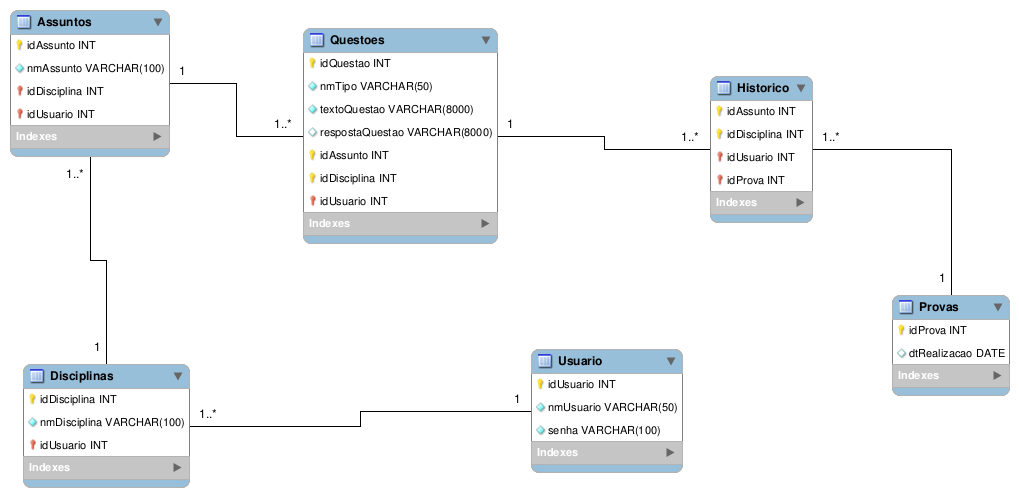 Assuntos
idAssunto INT
nmAssunto VARCHAR(100)
idDisciplina INT
idUsuario INT
Indexes
1
1..*
1..*
1
Questoes
idQuestao INT
nmTipo VARCHAR(50)
textoQuestao VARCHAR(8000)
respostaQuestao VARCHAR(8000)
idAssunto INT
idDisciplina INT
idUsuario INT
Indexes
1
1..*
Historico
idAssunto INT
idDisciplina INT
idUsuario INT
idProva INT
Indexes
1..*
1
Provas
idProva INT
dtRealizacao DATE
Indexes
Disciplinas
idDisciplina INT
nmDisciplina VARCHAR(100)
idUsuario INT
Indexes
1..*
1
Usuario
idUsuario INT
nmUsuario VARCHAR(50)
senha VARCHAR(100)
Indexes